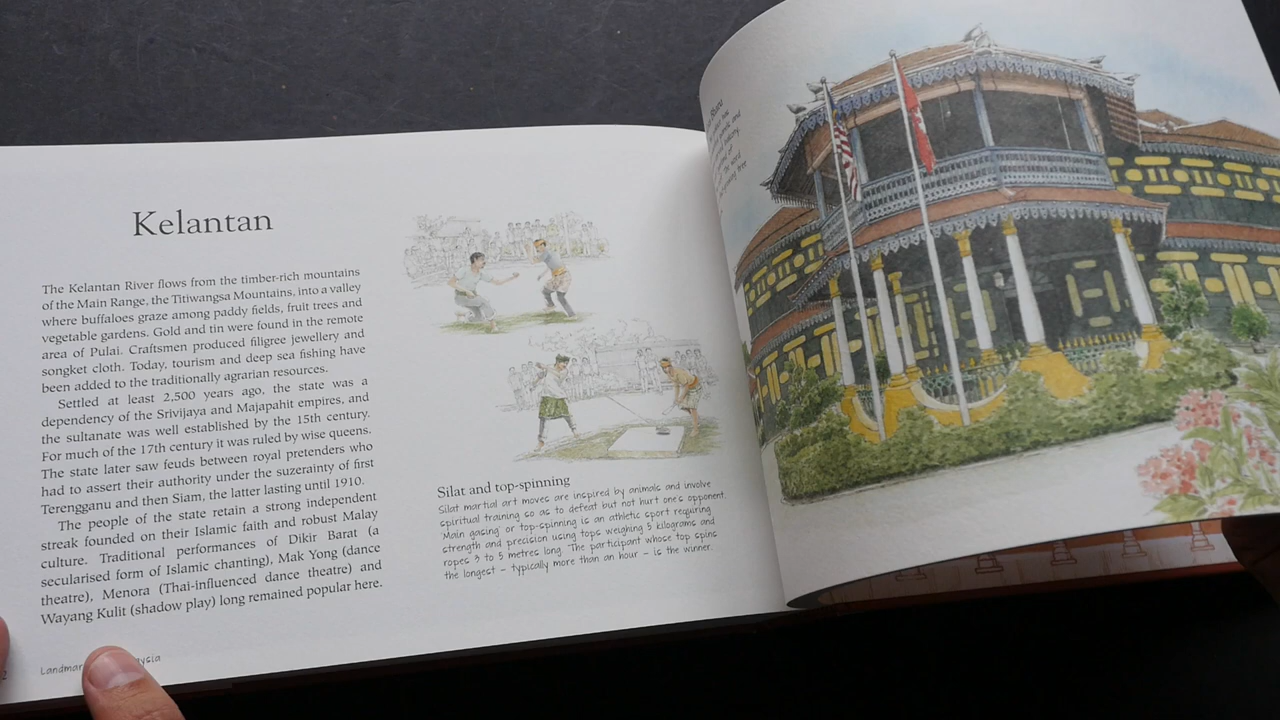 Kelantan
The Kelantan River flows from the timber-rich mountains
of the Main Range, the Titiwangsa Mountains, into a valley
where buffaloes graze among paddy fields, fruit trees and
vegetable gardens. Gold and tin were found in the remote
area of Pulai. Craftsmen produced filigree jewellery and
songket cloth. Today, tourism and deep sea fishing have
been added to the traditionally agrarian resources.
Settled at least 2,500 years ago, the state was a
dependency of the Srivijaya and Majapahit empires, and
the sultanate was well established by the 15th century.
For much of the 17th century it was ruled by wise queens.
The state later saw feuds between royal pretenders who
had to assert their authority under the suzerainty of first
Terengganu and then Siam, the latter lasting until 1910.
The people of the state retain a strong independent
streak founded on their Islamic faith and robust Malay
culture. Traditional performances of Dikir Barat (a
secularised form of Islamic chanting), Mak Yong (dance
theatre), Menora (Thai-influenced dance theatre) and
Wayang Kulit (shadow play) long remained popular here.
Silat and top-spinning
Silat martial art moves are inspired by animals and involve
spiritual training so as to defeat but not hurt one's opponent.
'Main gasing' or top-spinning is an athletic sport requiring
strength and precision using tops weighing 5 kilograms and
ropes 3 to 5 metres long. The participant whose top spins
the longest – typically more than an hour – is the winner.